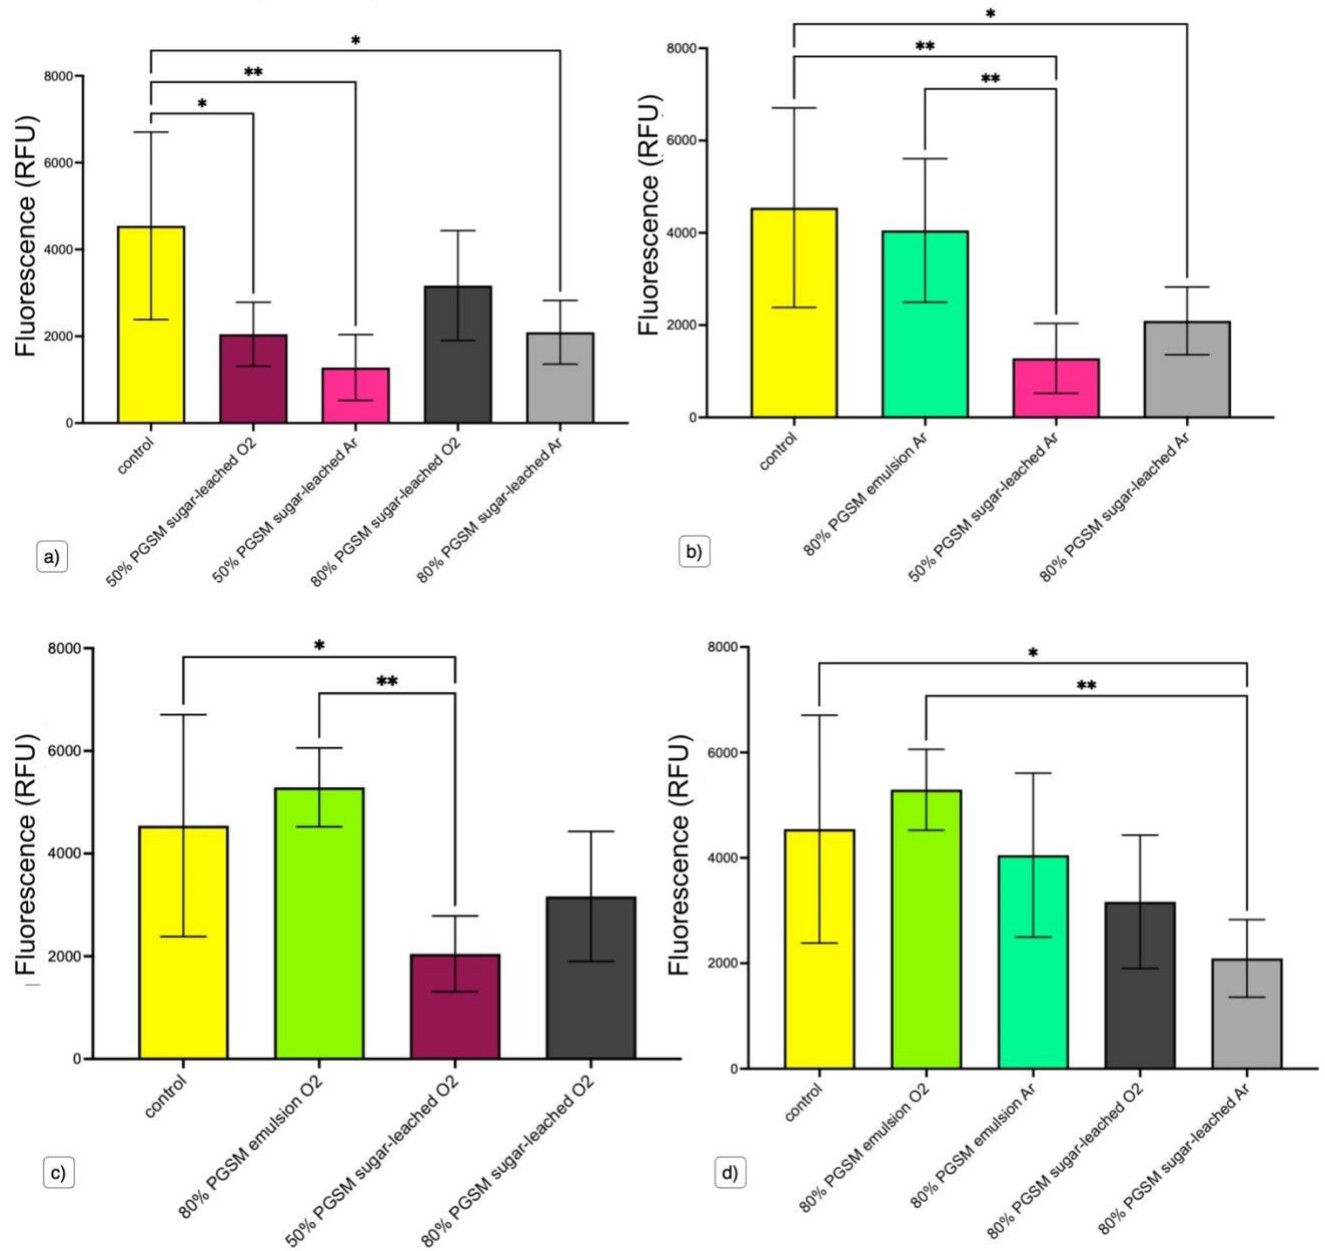 *
**
*
8000
6000
4000
2000
0
Fluorescence (RFU)
control
50% PGSM sugar-leached O2
50% PGSM sugar-leached Ar
80% PGSM sugar-leached O2
80% PGSM sugar-leached Ar
a)
*
**
**
8000
6000
4000
2000
0
Fluorescence (RFU)
control
80% PGSM emulsion Ar
50% PGSM sugar-leached Ar
80% PGSM sugar-leached Ar
b)
*
**
8000
6000
4000
2000
0
Fluorescence (RFU)
control
80% PGSM emulsion O2
50% PGSM sugar-leached O2
80% PGSM sugar-leached O2
c)
*
**
8000
6000
4000
2000
0
Fluorescence (RFU)
control
80% PGSM emulsion O2
80% PGSM emulsion Ar
80% PGSM sugar-leached O2
80% PGSM sugar-leached Ar
d)